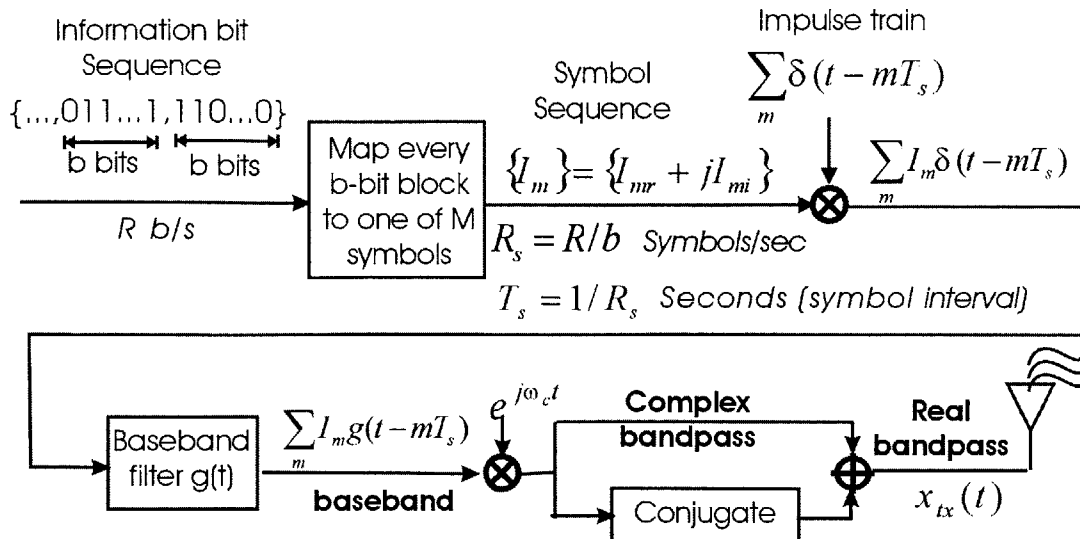 Information bit
Sequence
{...,011...1,110...0}
b bits
b bits
R b/s
Map every
b-bit block
to one of M
symbols
Symbol
Sequence
{I_m} = {I_mr + jI_mi}
R_s = R/b Symbols/sec
T_s = 1/R_s Seconds (symbol interval)
Impulse train
∑_m δ(t − mT_s)
∑_m I_m δ(t − mT_s)
Baseband
filter g(t)
∑_m I_m g(t − mT_s)
baseband
e^{jω_c t}
Complex
bandpass
Conjugate
Real
bandpass
x_tx(t)